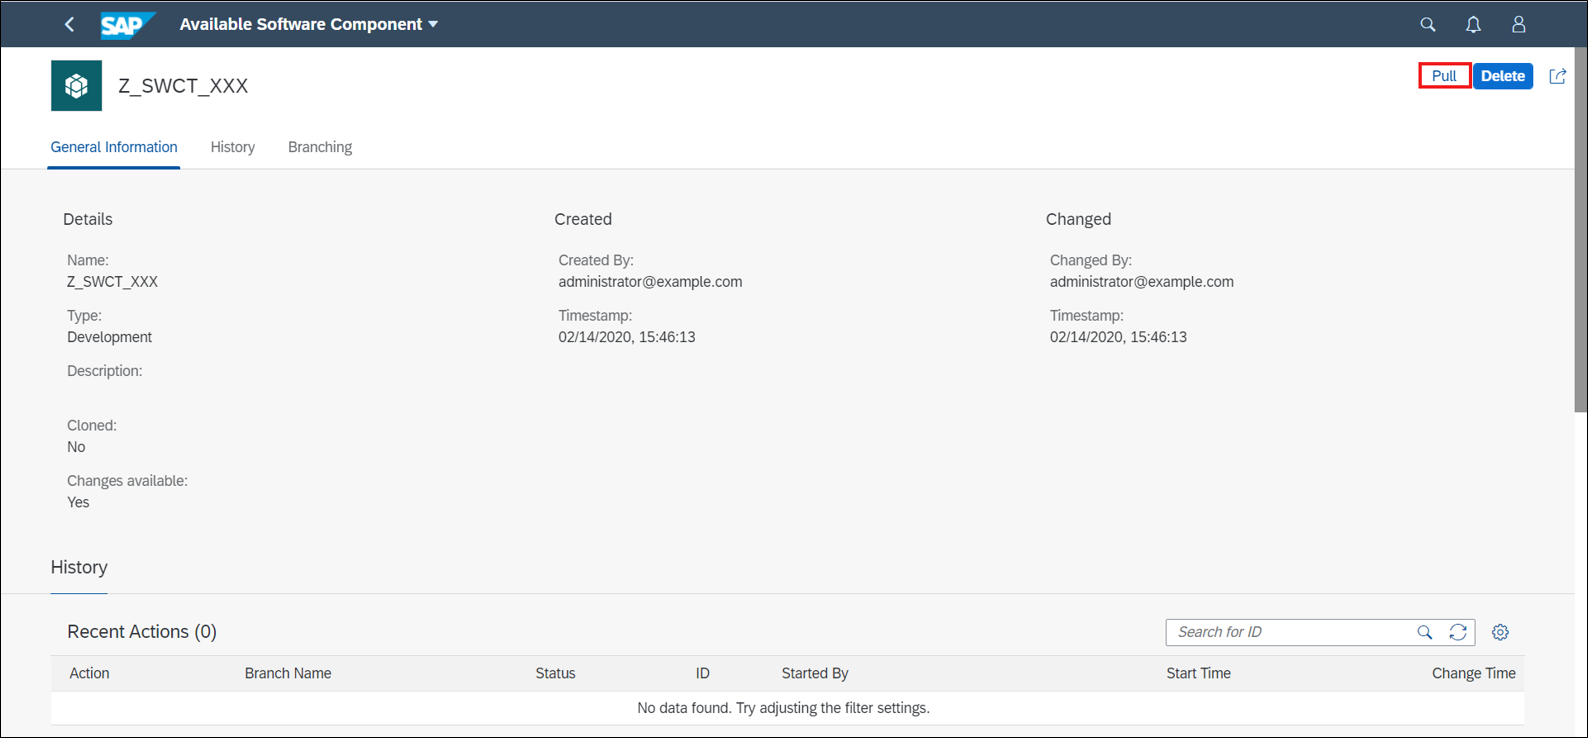 SAP Available Software Component
Z_SWCT_XXX
Pull Delete
General Information History Branching
Details
Name:
Z_SWCT_XXX
Type:
Development
Description:
Cloned:
No
Changes available:
Yes
Created
Created By:
administrator@example.com
Timestamp:
02/14/2020, 15:46:13
Changed
Changed By:
administrator@example.com
Timestamp:
02/14/2020, 15:46:13
History
Recent Actions (0)
Search for ID
Action Branch Name Status ID Started By Start Time Change Time
No data found. Try adjusting the filter settings.